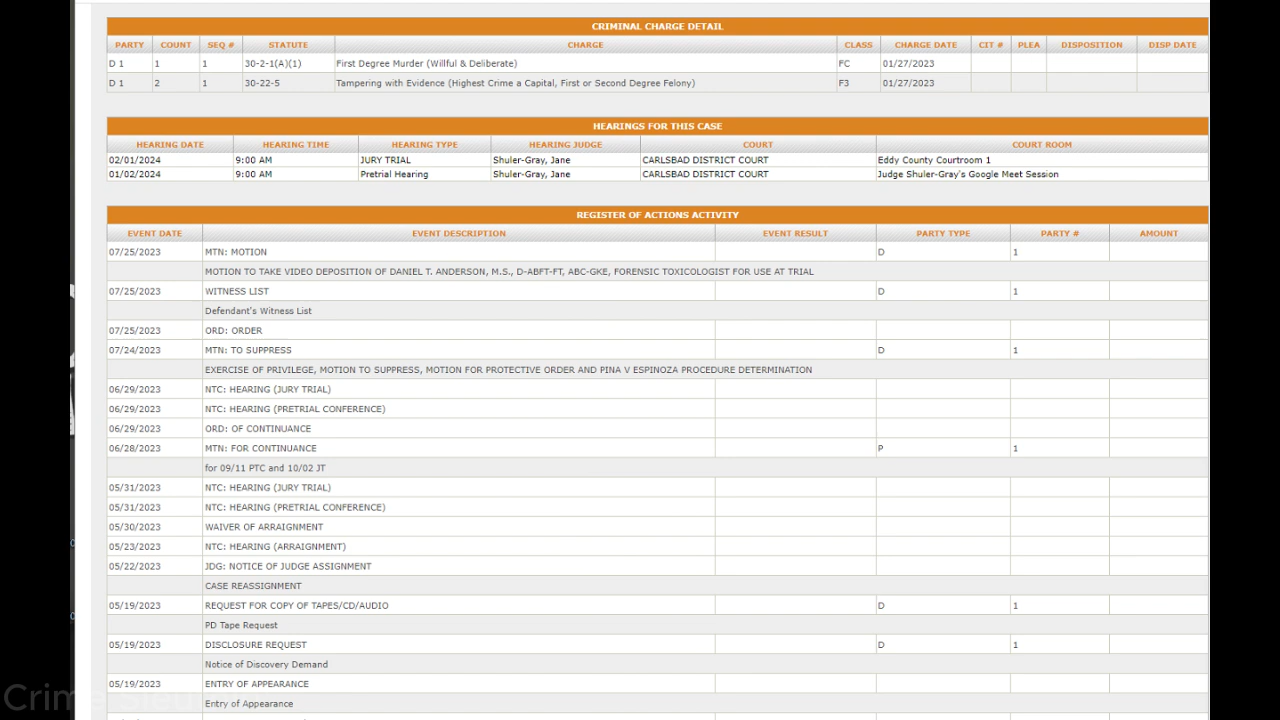 CRIMINAL CHARGE DETAIL
PARTY COUNT SEQ # STATUTE CHARGE CLASS CHARGE DATE CIT # PLEA DISPOSITION DISP DATE
D 1 1 1 30-2-1(A)(1) First Degree Murder (Willful & Deliberate) FC 01/27/2023
D 1 2 1 30-22-5 Tampering with Evidence (Highest Crime a Capital, First or Second Degree Felony) F3 01/27/2023
HEARINGS FOR THIS CASE
HEARING DATE HEARING TIME HEARING TYPE HEARING JUDGE COURT COURT ROOM
02/01/2024 9:00 AM JURY TRIAL Shuler-Gray, Jane CARLSBAD DISTRICT COURT Eddy County Courtroom 1
01/02/2024 9:00 AM Pretrial Hearing Shuler-Gray, Jane CARLSBAD DISTRICT COURT Judge Shuler-Gray's Google Meet Session
REGISTER OF ACTIONS ACTIVITY
EVENT DATE EVENT DESCRIPTION EVENT RESULT PARTY TYPE PARTY # AMOUNT
07/25/2023 MTN: MOTION D 1
MOTION TO TAKE VIDEO DEPOSITION OF DANIEL T. ANDERSON, M.S., D-ABFT-FT, ABC-GKE, FORENSIC TOXICOLOGIST FOR USE AT TRIAL
07/25/2023 WITNESS LIST D 1
Defendant's Witness List
07/25/2023 ORD: ORDER
07/24/2023 MTN: TO SUPPRESS D 1
EXERCISE OF PRIVILEGE, MOTION TO SUPPRESS, MOTION FOR PROTECTIVE ORDER AND PINA V ESPINOZA PROCEDURE DETERMINATION
06/29/2023 NTC: HEARING (JURY TRIAL)
06/29/2023 NTC: HEARING (PRETRIAL CONFERENCE)
06/29/2023 ORD: OF CONTINUANCE
06/28/2023 MTN: FOR CONTINUANCE P 1
for 09/11 PTC and 10/02 JT
05/31/2023 NTC: HEARING (JURY TRIAL)
05/31/2023 NTC: HEARING (PRETRIAL CONFERENCE)
05/30/2023 WAIVER OF ARRAIGNMENT
05/23/2023 NTC: HEARING (ARRAIGNMENT)
05/22/2023 JDG: NOTICE OF JUDGE ASSIGNMENT
CASE REASSIGNMENT
05/19/2023 REQUEST FOR COPY OF TAPES/CD/AUDIO D 1
PD Tape Request
05/19/2023 DISCLOSURE REQUEST D 1
Notice of Discovery Demand
05/19/2023 ENTRY OF APPEARANCE
Entry of Appearance